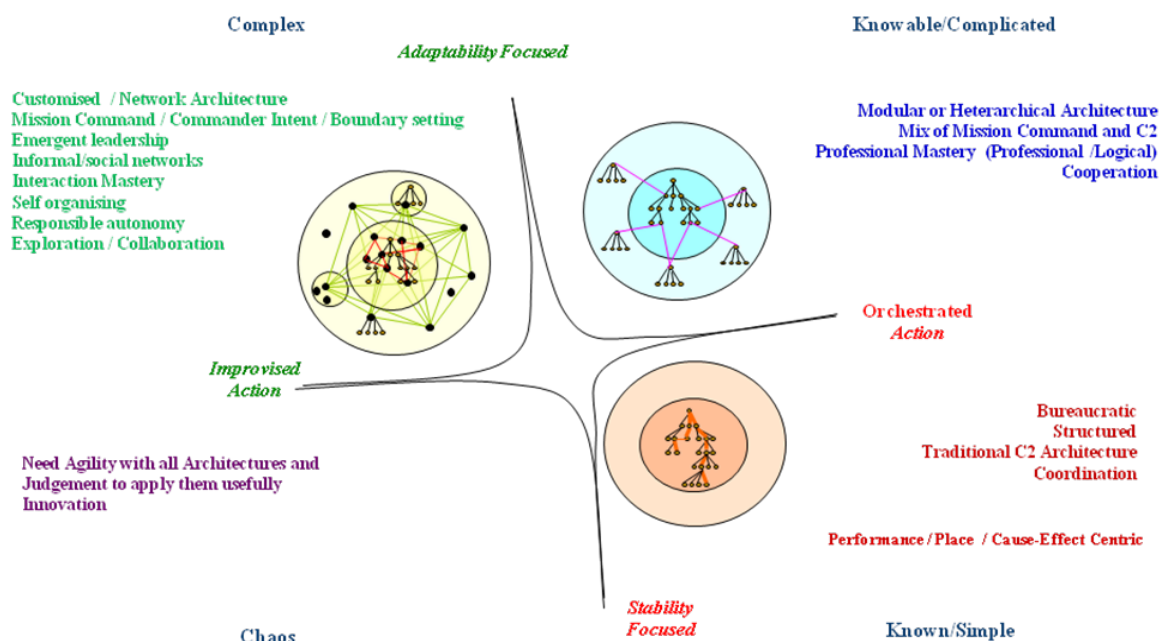 Complex
Knowable/Complicated
Adaptability Focused
Customised / Network Architecture
Mission Command / Commander Intent / Boundary setting
Emergent leadership
Informal/social networks
Interaction Mastery
Self organising
Responsible autonomy
Exploration / Collaboration
Modular or Heterarchical Architecture
Mix of Mission Command and C2
Professional Mastery (Professional /Logical)
Cooperation
Orchestrated
Action
Improvised
Action
Bureaucratic
Structured
Traditional C2 Architecture
Coordination
Need Agility with all Architectures and
Judgement to apply them usefully
Innovation
Performance / Place / Cause-Effect Centric
Stability
Focused
Chaos
Known/Simple